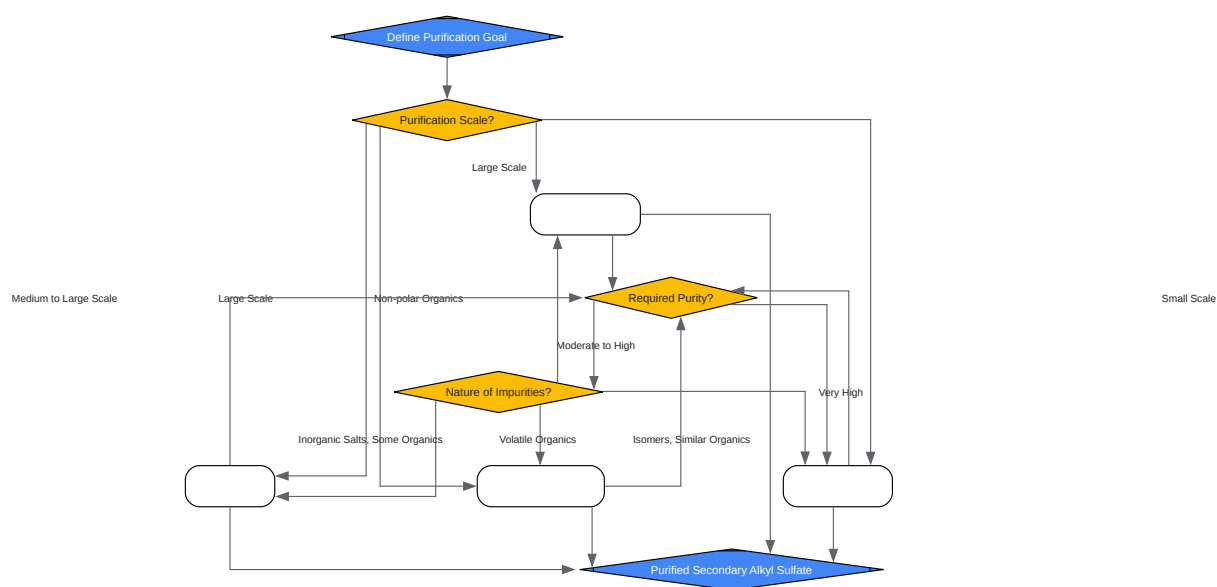 Define Purification Goal
Purification Scale?
Large Scale
Medium to Large Scale
Large Scale
Non-polar Organics
Required Purity?
Small Scale
Moderate to High
Nature of Impurities?
Very High
Inorganic Salts, Some Organics
Volatile Organics
Isomers, Similar Organics
Purified Secondary Alkyl Sulfate